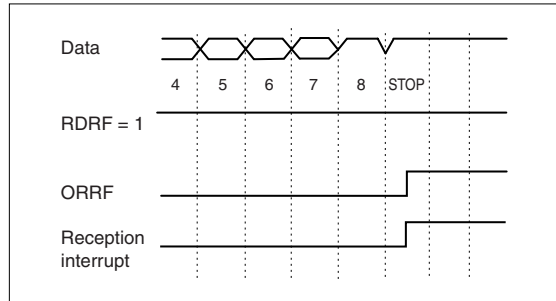 Data
4 5 6 7 8 STOP
RDRF = 1
ORRF
Reception
interrupt